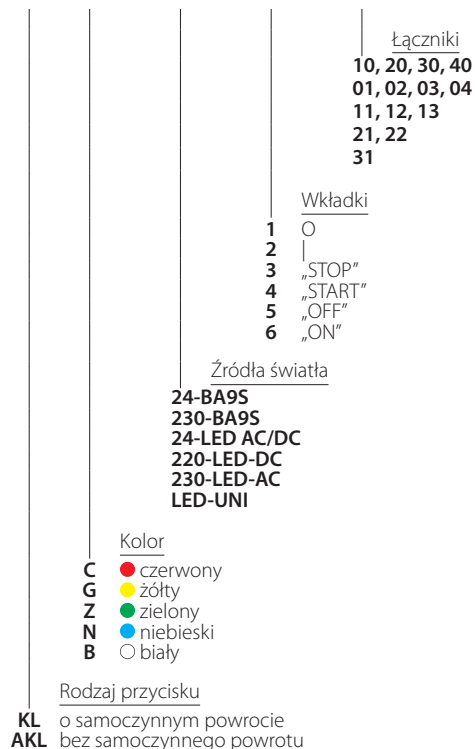 Łączniki
10, 20, 30, 40
01, 02, 03, 04
11, 12, 13
21, 22
31
Wkładki
1 O
2 |
3 „STOP”
4 „START”
5 „OFF”
6 „ON”
Źródła światła
24-BA9S
230-BA9S
24-LED AC/DC
220-LED-DC
230-LED-AC
LED-UNI
Kolor
C czerwony
G żółty
Z zielony
N niebieski
B biały
Rodzaj przycisku
KL o samoczynnym powrocie
AKL bez samoczynnego powrotu